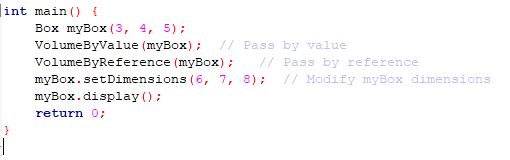 int main() {
    Box myBox(3, 4, 5);
    VolumeByValue(myBox);  // Pass by value
    VolumeByReference(myBox);   // Pass by reference
    myBox.setDimensions(6, 7, 8);  // Modify myBox dimensions
    myBox.display();
    return 0;
}